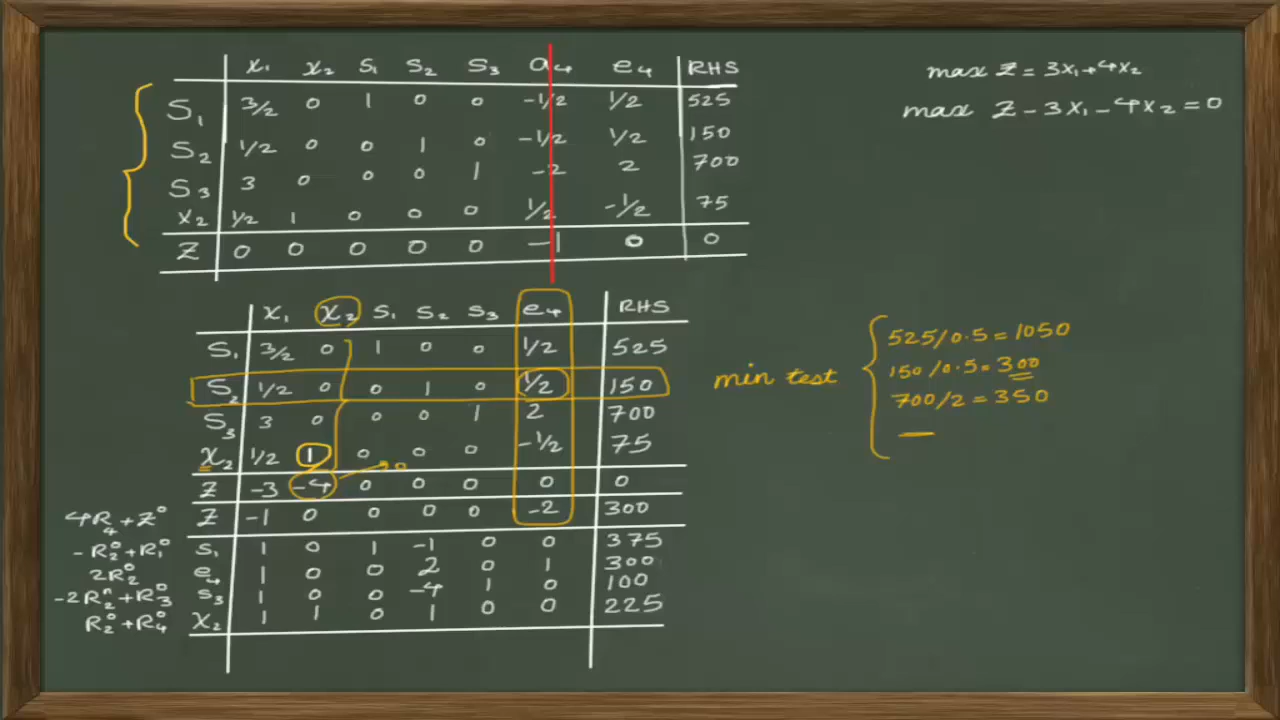 x₁ x₂ S₁ S₂ S₃ a₄ e₄ RHS
S₁ 3/2 0 1 0 0 -1/2 1/2 525
S₂ 1/2 0 0 1 0 -1/2 1/2 150
S₃ 3 0 0 0 1 -2 2 700
x₂ 1/2 1 0 0 0 1/2 -1/2 75
Z 0 0 0 0 0 -1 0 0
max Z = 3x₁+4x₂
max Z - 3x₁ - 4x₂ = 0
x₁ x₂ S₁ S₂ S₃ e₄ RHS
S₁ 3/2 0 1 0 0 1/2 525
S₂ 1/2 0 0 1 0 1/2 150
S₃ 3 0 0 0 1 2 700
x₂ 1/2 1 0 0 0 -1/2 75
0
Z -3 -4 0 0 0 0 0
4R₄+Z⁰ Z -1 0 0 0 0 -2 300
-R₂⁰+R₁⁰ S₁ 1 0 1 -1 0 0 375
2R₂⁰ e₄ 1 0 0 2 0 1 300
-2R₂ⁿ+R₃⁰ S₃ 1 0 0 -4 1 0 100
R₂⁰+R₄⁰ x₂ 1 1 0 1 0 0 225
min test
525/0.5 = 1050
150/0.5 = 300
700/2 = 350
—